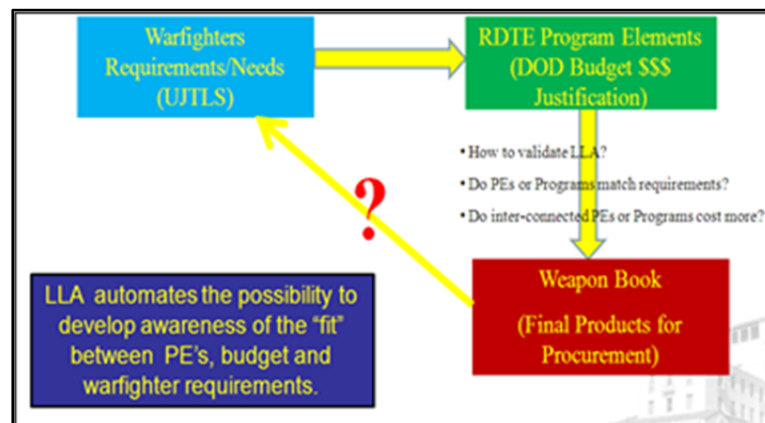 Warfighters
Requirements/Needs
(UJTLS)
RDTE Program Elements
(DOD Budget $$$
Justification)
• How to validate LLA?
• Do PEs or Programs match requirements?
• Do inter-connected PEs or Programs cost more?
?
Weapon Book
(Final Products for
Procurement)
LLA automates the possibility to
develop awareness of the “fit”
between PE’s, budget and
warfighter requirements.